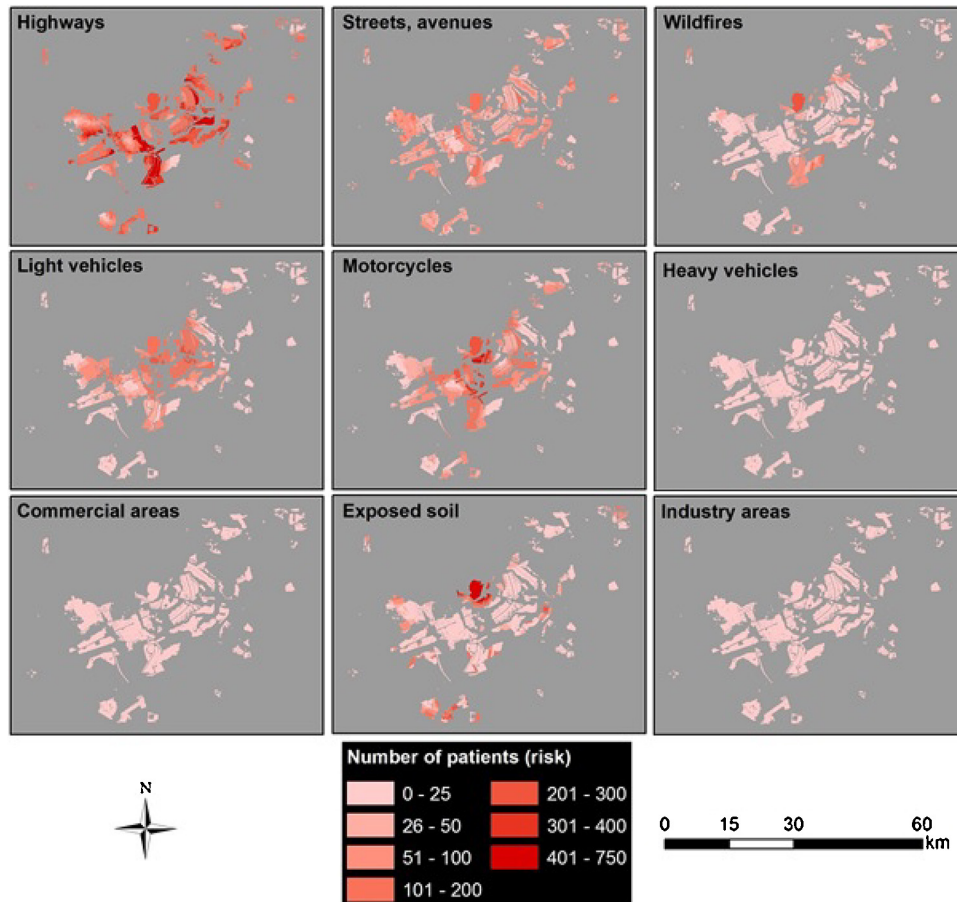 Highways
Streets, avenues
Wildfires
Light vehicles
Motorcycles
Heavy vehicles
Commercial areas
Exposed soil
Industry areas
Number of patients (risk)
0 - 25
26 - 50
51 - 100
101 - 200
201 - 300
301 - 400
401 - 750
N
0 15 30 60
km